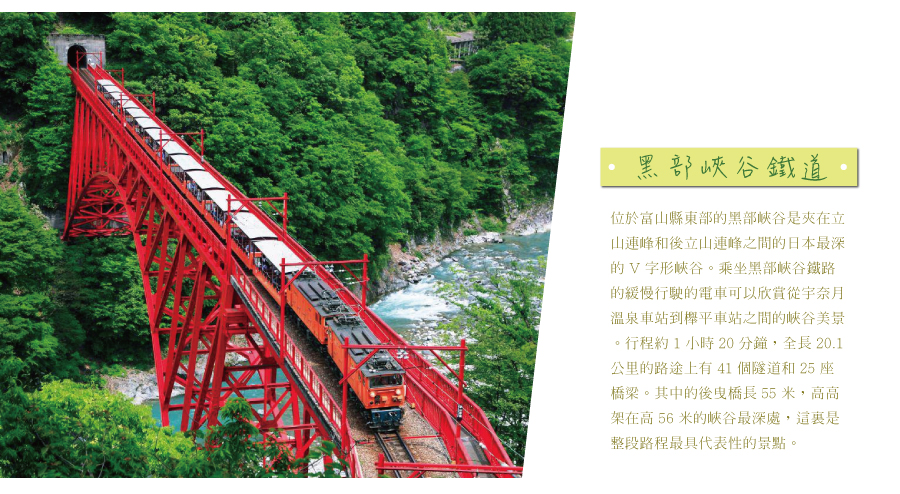 黑部峽谷鐵道
位於富山縣東部的黑部峽谷是夾在立
山連峰和後立山連峰之間的日本最深
的 V 字形峽谷。乘坐黑部峽谷鐵路
的緩慢行駛的電車可以欣賞從宇奈月
溫泉車站到欅平車站之間的峽谷美景
。行程約 1 小時 20 分鐘，全長 20.1
公里的路途上有 41 個隧道和 25 座
橋梁。其中的後曳橋長 55 米，高高
架在高 56 米的峽谷最深處，這裏是
整段路程最具代表性的景點。